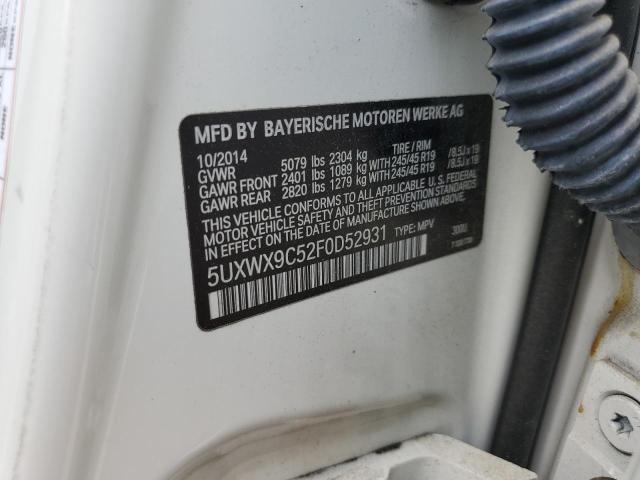 MFD BY BAYERISCHE MOTOREN WERKE AG
10/2014 TIRE / RIM
GVWR 5079 lbs 2304 kg
GAWR FRONT 2401 lbs 1089 kg WITH 245/45 R19 /8.5J x 19
GAWR REAR 2820 lbs 1279 kg WITH 245/45 R19 /8.5J x 19
THIS VEHICLE CONFORMS TO ALL APPLICABLE U.S. FEDERAL
MOTOR VEHICLE SAFETY AND THEFT PREVENTION STANDARDS
IN EFFECT ON THE DATE OF MANUFACTURE SHOWN ABOVE.
5UXWX9C52F0D52931 TYPE: MPV 300U